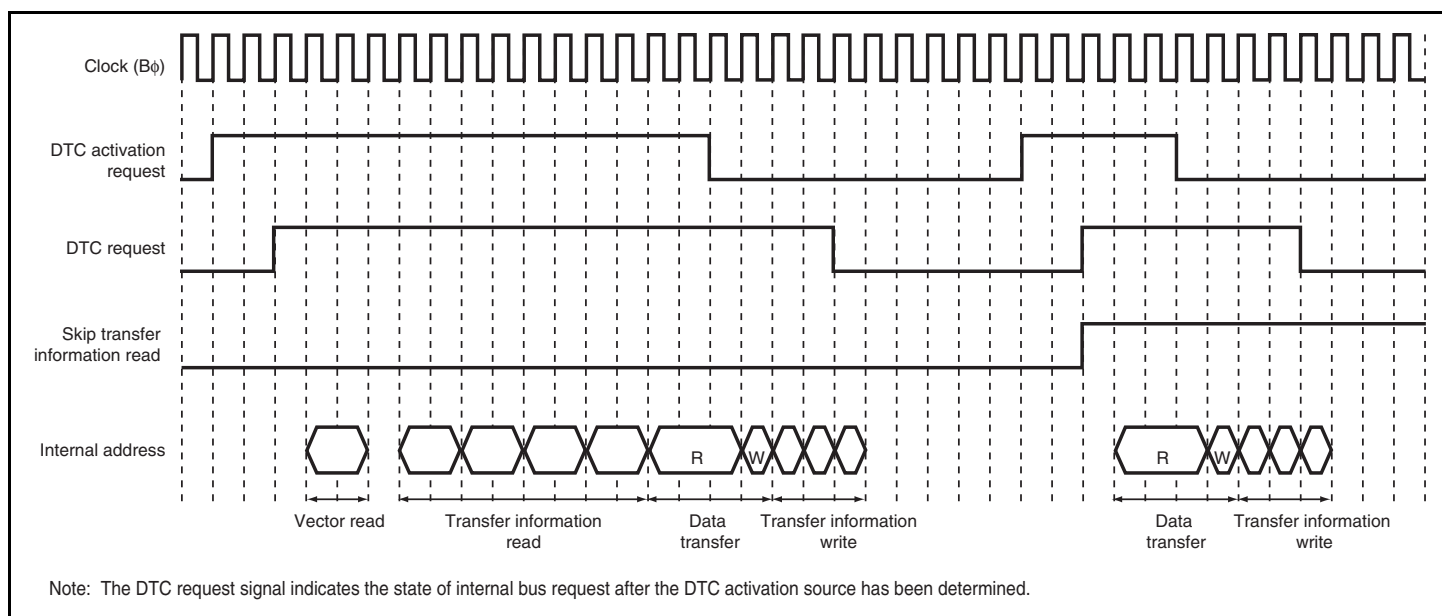 Clock (Bϕ)
DTC activation
request
DTC request
Skip transfer
information read
Internal address
R
W
R
W
Vector read
Transfer information
read
Data
transfer
Transfer information
write
Data
transfer
Transfer information
write
Note: The DTC request signal indicates the state of internal bus request after the DTC activation source has been determined.